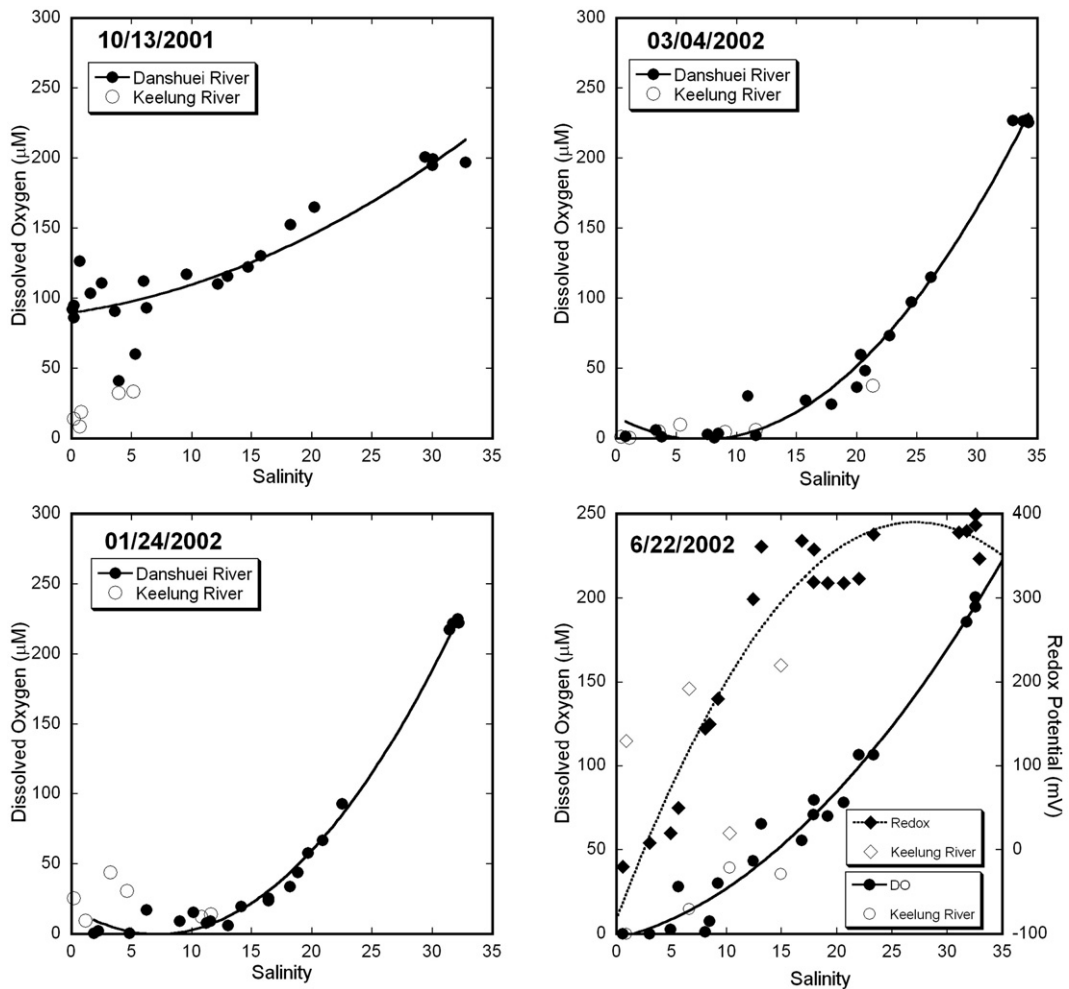 10/13/2001
Danshuei River
Keelung River
Dissolved Oxygen (µM)
300
250
200
150
100
50
0
0 5 10 15 20 25 30 35
Salinity
03/04/2002
Danshuei River
Keelung River
Dissolved Oxygen (µM)
300
250
200
150
100
50
0
0 5 10 15 20 25 30 35
Salinity
01/24/2002
Danshuei River
Keelung River
Dissolved Oxygen (µM)
300
250
200
150
100
50
0
0 5 10 15 20 25 30 35
Salinity
6/22/2002
Dissolved Oxygen (µM)
250
200
150
100
50
0
400
300
200
100
0
-100
Redox Potential (mV)
Redox
Keelung River
DO
Keelung River
0 5 10 15 20 25 30 35
Salinity